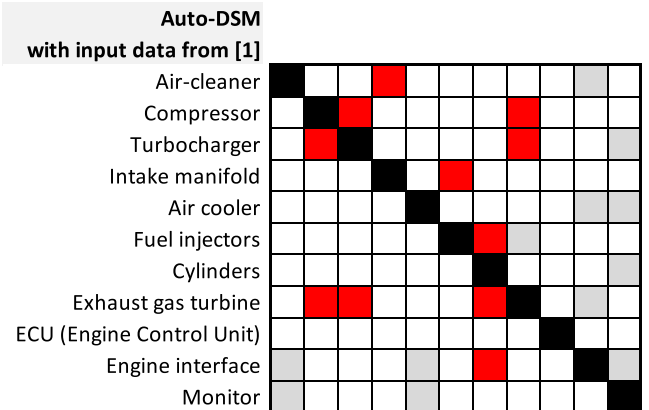 Auto-DSM
with input data from [1]
Air-cleaner
Compressor
Turbocharger
Intake manifold
Air cooler
Fuel injectors
Cylinders
Exhaust gas turbine
ECU (Engine Control Unit)
Engine interface
Monitor